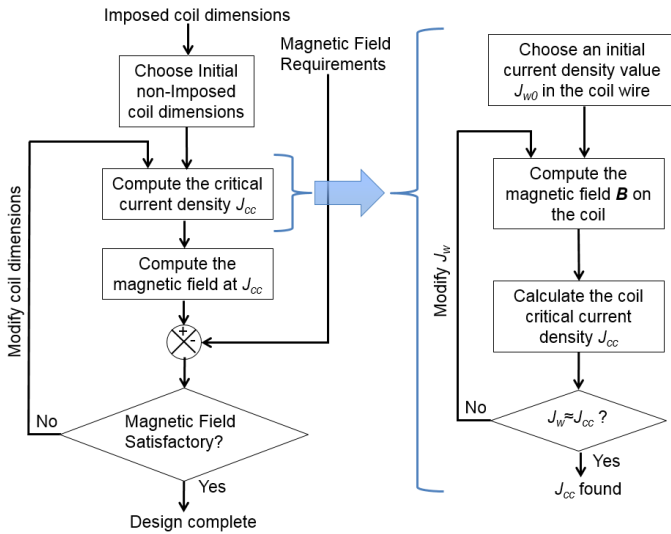 Imposed coil dimensions
Choose Initial
non-Imposed
coil dimensions
Magnetic Field
Requirements
Compute the critical
current density Jcc
Compute the
magnetic field at Jcc
+
-
Modify coil dimensions
No
Magnetic Field
Satisfactory?
Yes
Design complete
Choose an initial
current density value
Jw0 in the coil wire
Compute the
magnetic field B on
the coil
Modify Jw
Calculate the coil
critical current
density Jcc
No
Jw≈Jcc ?
Yes
Jcc found